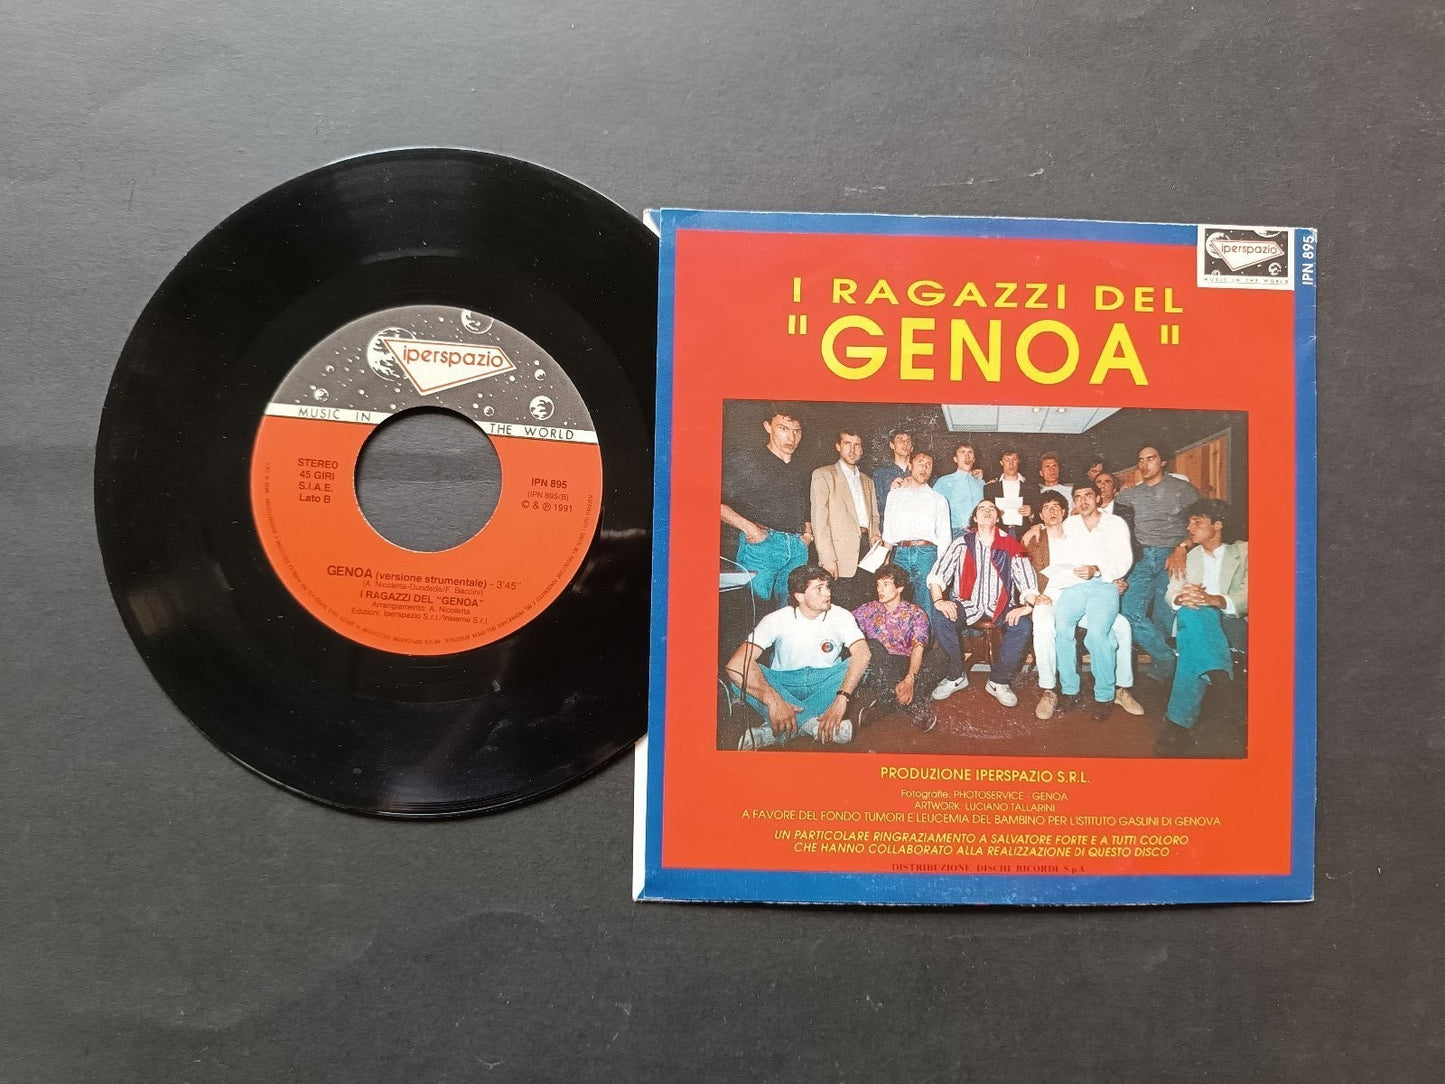 iperspazio
MUSIC IN THE WORLD
STEREO
45 GIRI
S.I.A.E.
Lato B
IPN 895
(IPN 895/B)
© & ℗ 1991
GENOA (versione strumentale) - 3'45"
(A. Nicoletta-Dundede/F. Baccini)
I RAGAZZI DEL "GENOA"
Arrangiamento: A. Nicoletta
Edizioni: Iperspazio S.r.l./Insieme S.r.l.
iperspazio
MUSIC IN THE WORLD
IPN 895
I RAGAZZI DEL
"GENOA"
PRODUZIONE IPERSPAZIO S.R.L.
Fotografie: PHOTOSERVICE - GENOA
ARTWORK: LUCIANO TALLARINI
A FAVORE DEL FONDO TUMORI E LEUCEMIA DEL BAMBINO PER L'ISTITUTO GASLINI DI GENOVA
UN PARTICOLARE RINGRAZIAMENTO A SALVATORE FORTE E A TUTTI COLORO
CHE HANNO COLLABORATO ALLA REALIZZAZIONE DI QUESTO DISCO
DISTRIBUZIONE DISCHI RICORDI S.p.A.